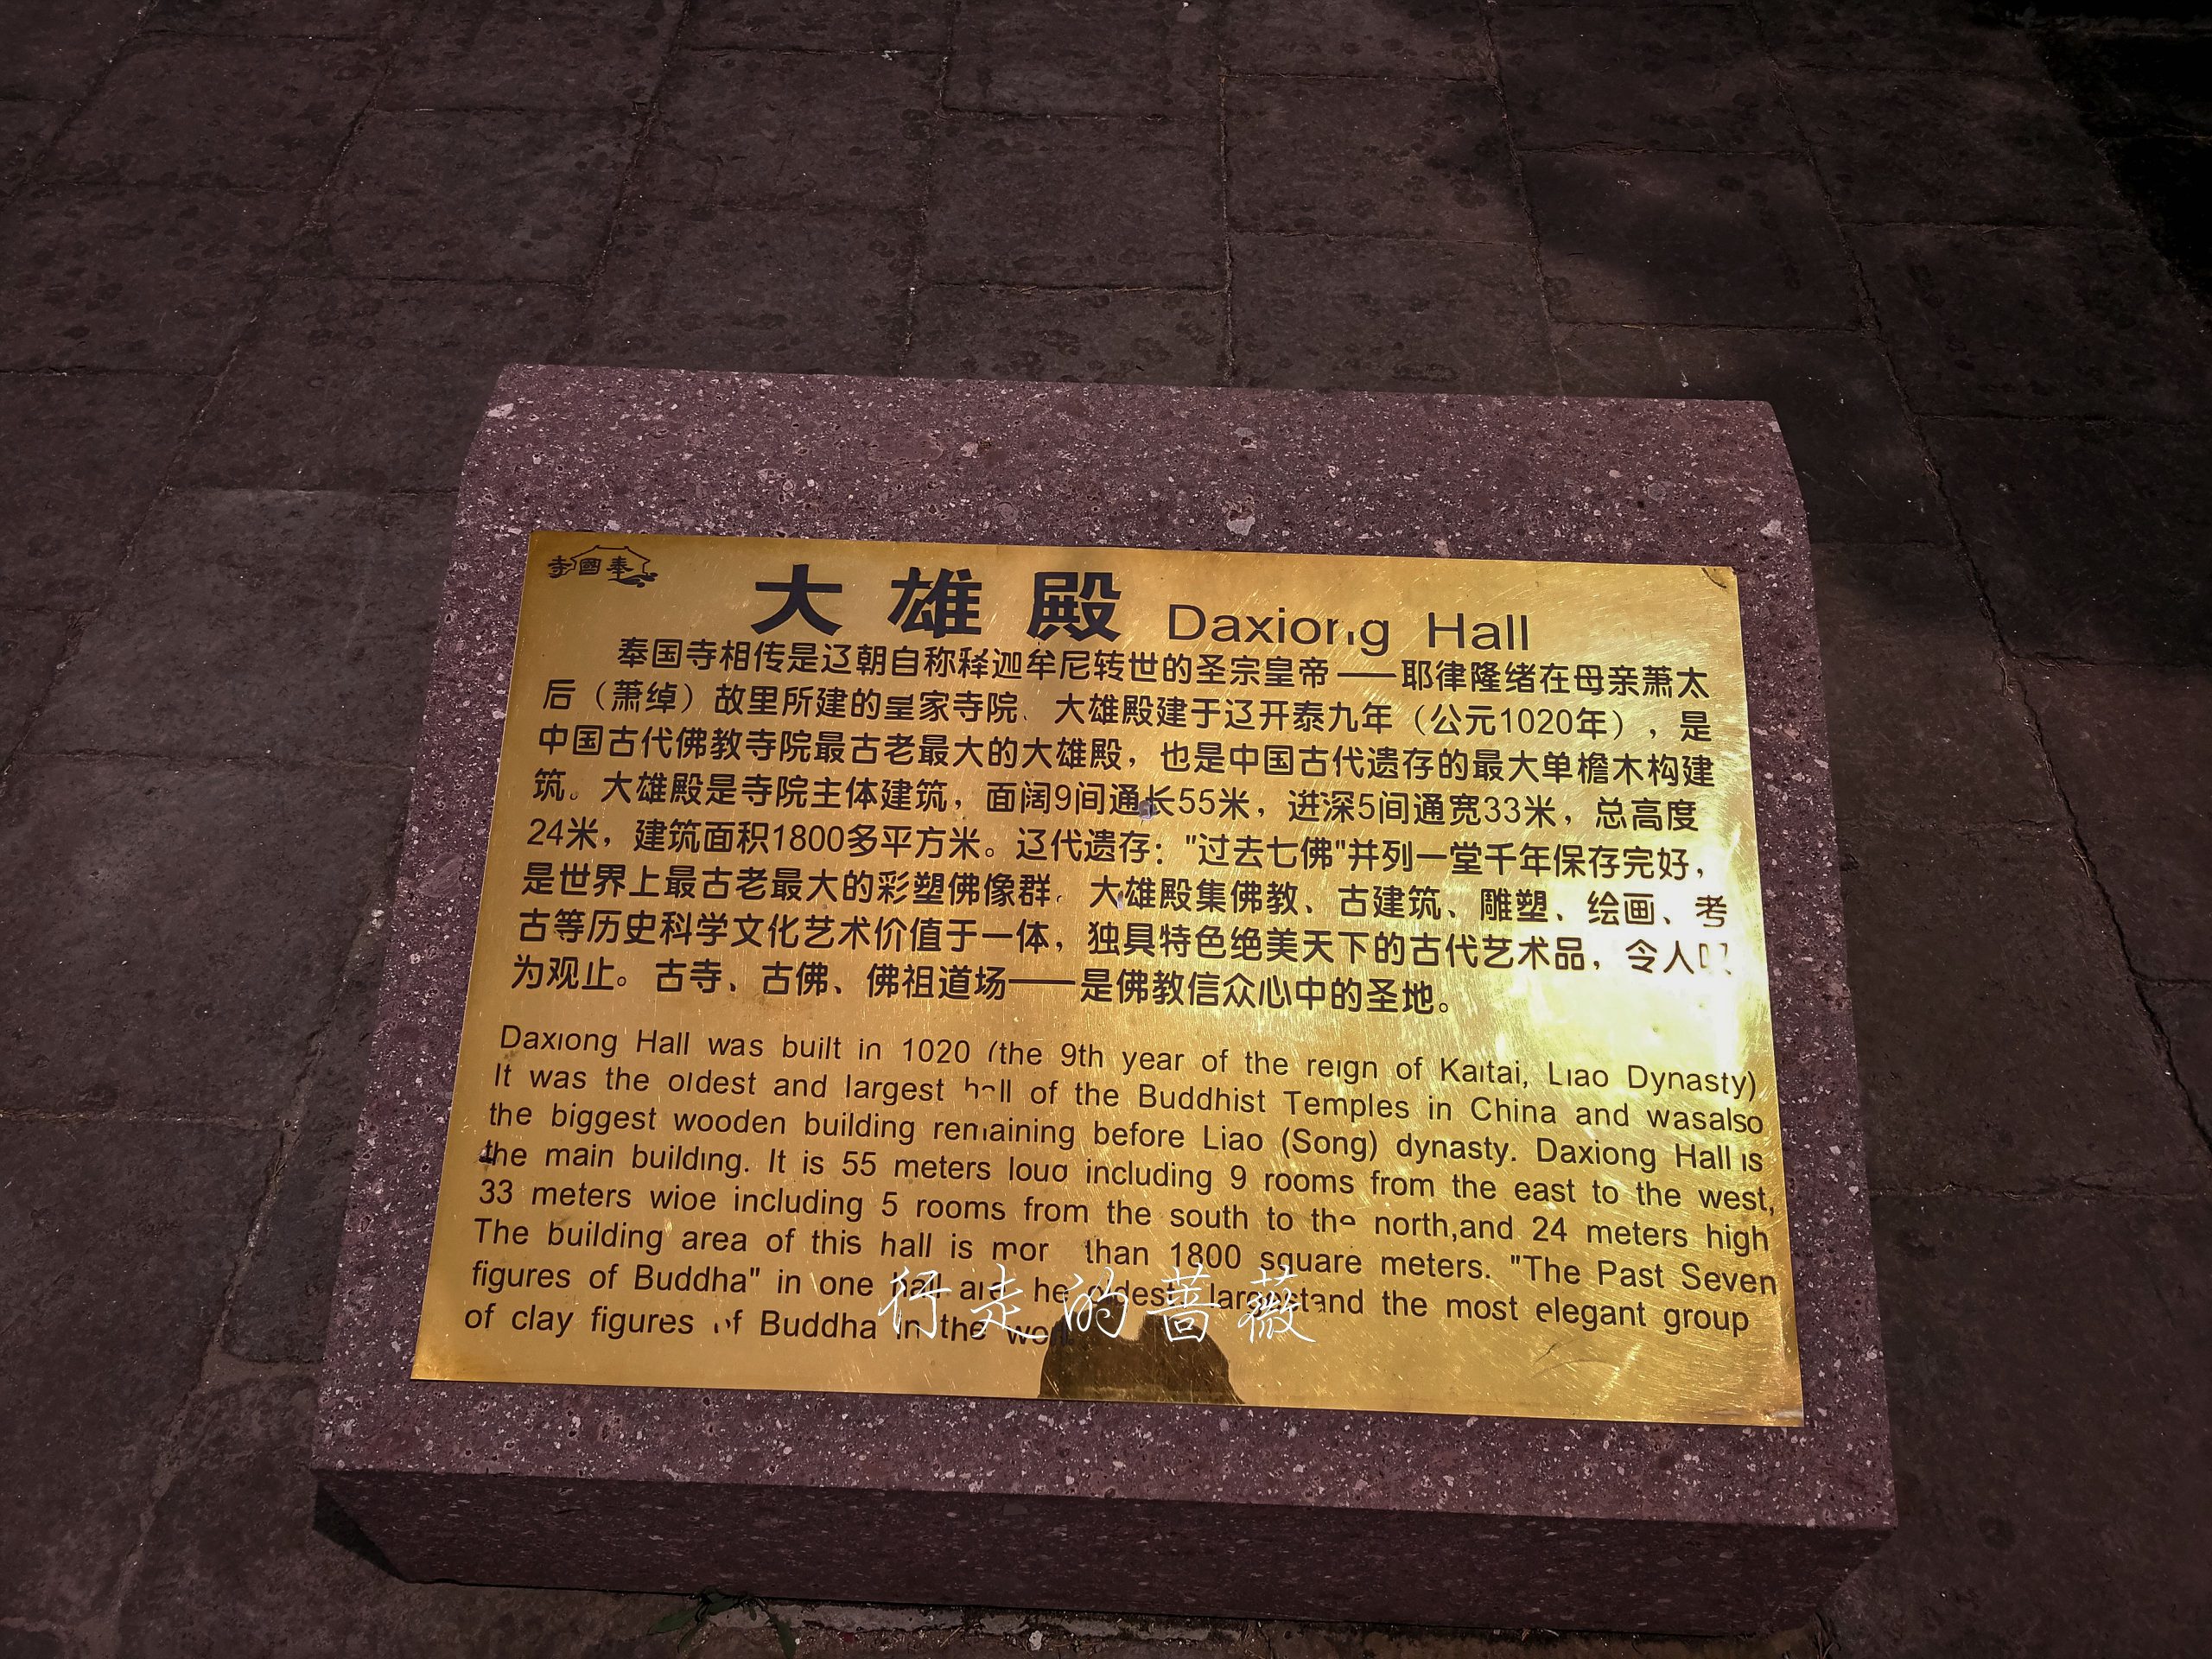 寺國奉
大雄殿 Daxiong Hall
奉国寺相传是辽朝自称释迦牟尼转世的圣宗皇帝——耶律隆绪在母亲萧太
后（萧绰）故里所建的皇家寺院、大雄殿建于辽开泰九年（公元1020年），是
中国古代佛教寺院最古老最大的大雄殿，也是中国古代遗存的最大单檐木构建
筑。大雄殿是寺院主体建筑，面阔9间通长55米，进深5间通宽33米，总高度
24米，建筑面积1800多平方米。辽代遗存："过去七佛"并列一堂千年保存完好，
是世界上最古老最大的彩塑佛像群。大雄殿集佛教、古建筑、雕塑、绘画、考
古等历史科学文化艺术价值于一体，独具特色绝美天下的古代艺术品，令人叹
为观止。古寺、古佛、佛祖道场——是佛教信众心中的圣地。
Daxiong Hall was built in 1020 (the 9th year of the reign of Kaitai, Liao Dynasty)
It was the oldest and largest hall of the Buddhist Temples in China and wasalso
the biggest wooden building remaining before Liao (Song) dynasty. Daxiong Hall is
the main building. It is 55 meters loud including 9 rooms from the east to the west,
33 meters wide including 5 rooms from the south to the north,and 24 meters high
The building area of this hall is more than 1800 square meters. "The Past Seven
figures of Buddha" in one hall are he oldest largestand the most elegant group
of clay figures of Buddha in the
行走的蔷薇